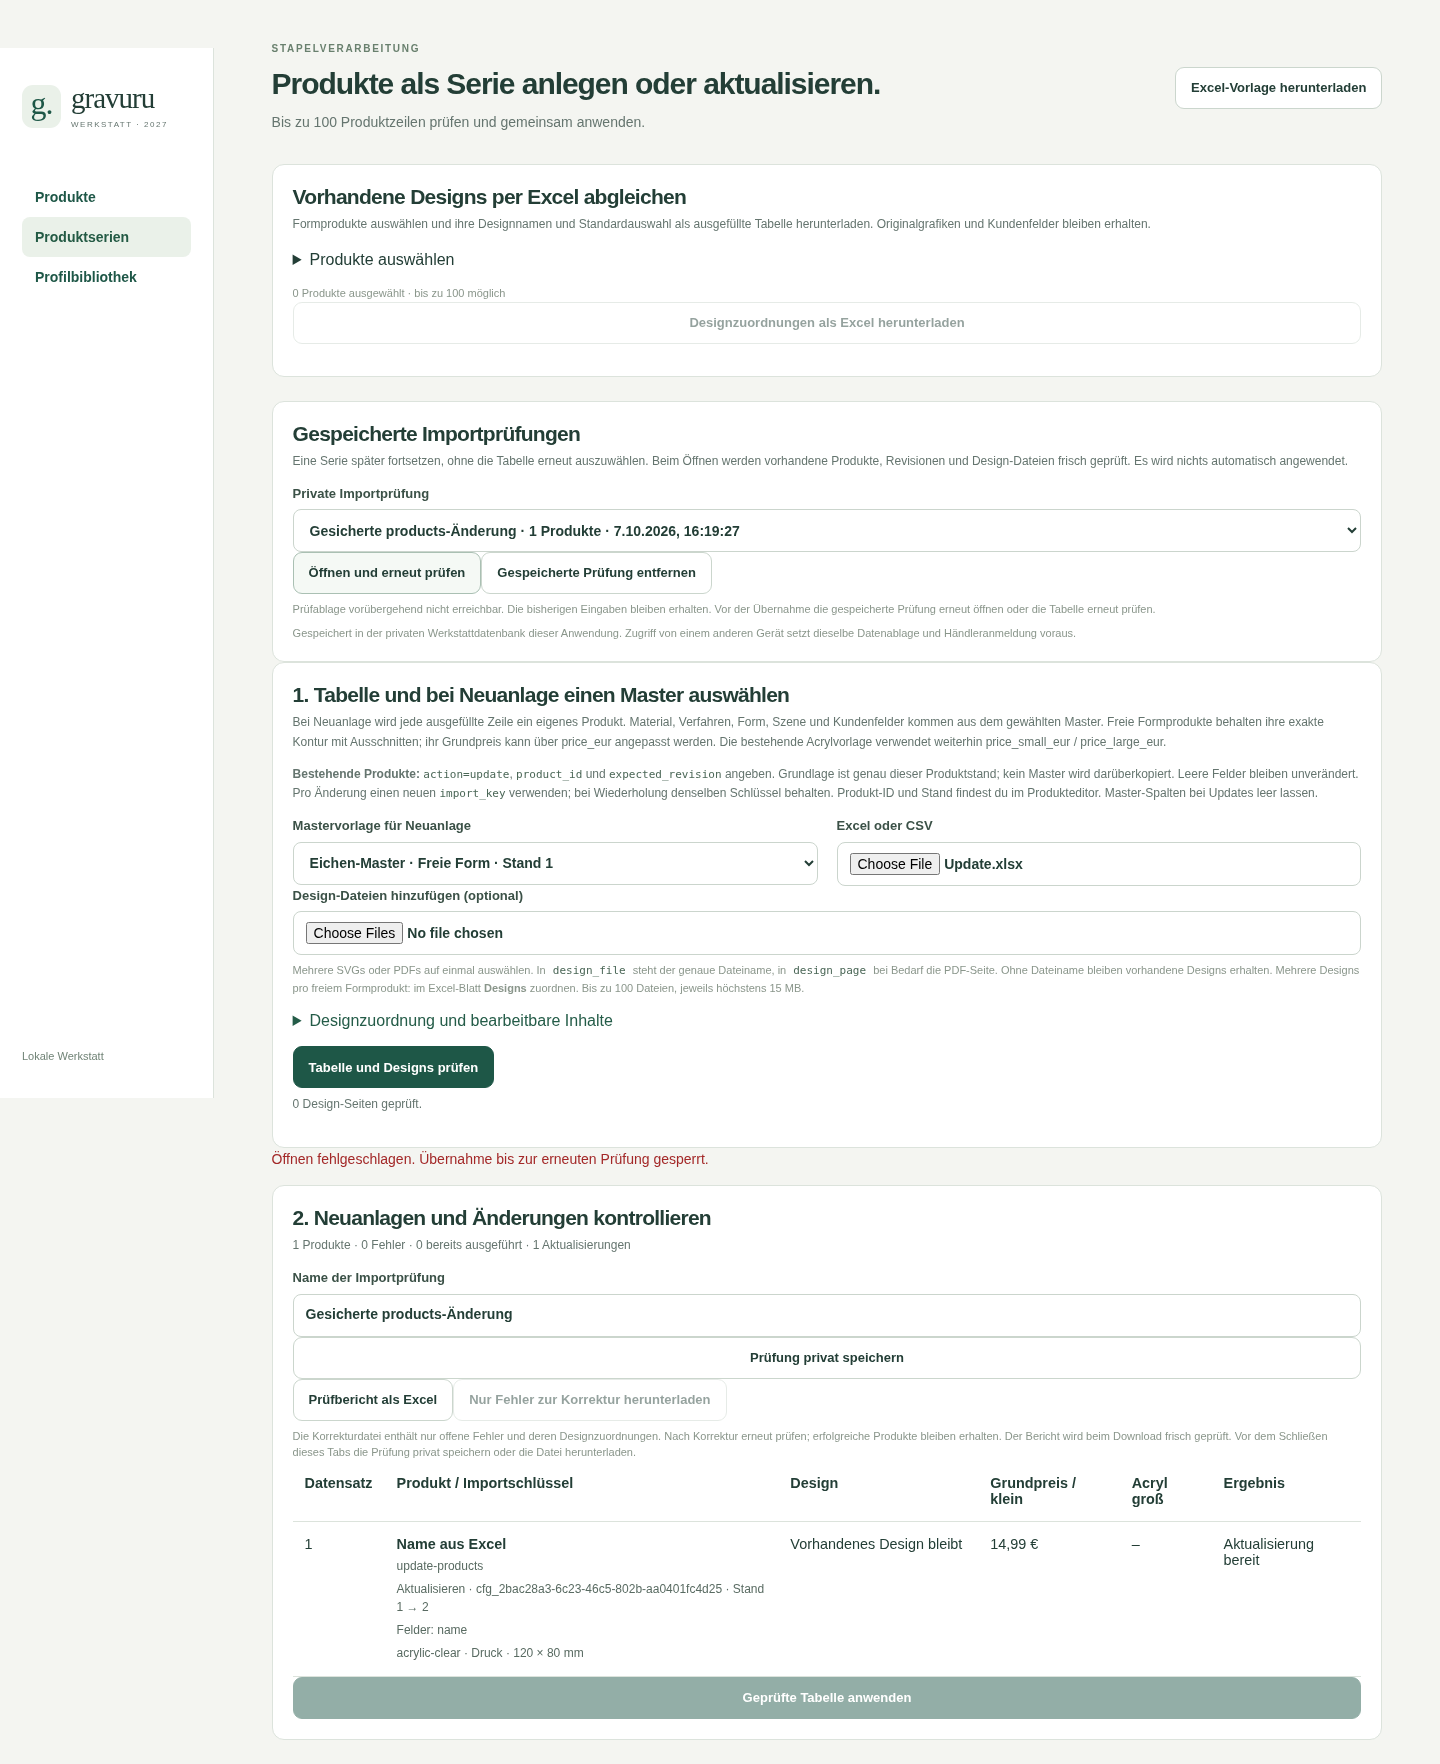 STAPELVERARBEITUNG
Produkte als Serie anlegen oder aktualisieren.
Excel-Vorlage herunterladen
Bis zu 100 Produktzeilen prüfen und gemeinsam anwenden.
g.
gravuru
WERKSTATT · 2027
Produkte
Produktserien
Profilbibliothek
Lokale Werkstatt
Vorhandene Designs per Excel abgleichen
Formprodukte auswählen und ihre Designnamen und Standardauswahl als ausgefüllte Tabelle herunterladen. Originalgrafiken und Kundenfelder bleiben erhalten.
Produkte auswählen
0 Produkte ausgewählt · bis zu 100 möglich
Designzuordnungen als Excel herunterladen
Gespeicherte Importprüfungen
Eine Serie später fortsetzen, ohne die Tabelle erneut auszuwählen. Beim Öffnen werden vorhandene Produkte, Revisionen und Design-Dateien frisch geprüft. Es wird nichts automatisch angewendet.
Private Importprüfung
Gesicherte products-Änderung · 1 Produkte · 7.10.2026, 16:19:27
Öffnen und erneut prüfen
Gespeicherte Prüfung entfernen
Prüfablage vorübergehend nicht erreichbar. Die bisherigen Eingaben bleiben erhalten. Vor der Übernahme die gespeicherte Prüfung erneut öffnen oder die Tabelle erneut prüfen.
Gespeichert in der privaten Werkstattdatenbank dieser Anwendung. Zugriff von einem anderen Gerät setzt dieselbe Datenablage und Händleranmeldung voraus.
1. Tabelle und bei Neuanlage einen Master auswählen
Bei Neuanlage wird jede ausgefüllte Zeile ein eigenes Produkt. Material, Verfahren, Form, Szene und Kundenfelder kommen aus dem gewählten Master. Freie Formprodukte behalten ihre exakte
Kontur mit Ausschnitten; ihr Grundpreis kann über price_eur angepasst werden. Die bestehende Acrylvorlage verwendet weiterhin price_small_eur / price_large_eur.
Bestehende Produkte: action=update, product_id und expected_revision angeben. Grundlage ist genau dieser Produktstand; kein Master wird darüberkopiert. Leere Felder bleiben unverändert.
Pro Änderung einen neuen import_key verwenden; bei Wiederholung denselben Schlüssel behalten. Produkt-ID und Stand findest du im Produkteditor. Master-Spalten bei Updates leer lassen.
Mastervorlage für Neuanlage
Excel oder CSV
Eichen-Master · Freie Form · Stand 1
Choose File Update.xlsx
Design-Dateien hinzufügen (optional)
Choose Files No file chosen
Mehrere SVGs oder PDFs auf einmal auswählen. In design_file steht der genaue Dateiname, in design_page bei Bedarf die PDF-Seite. Ohne Dateiname bleiben vorhandene Designs erhalten. Mehrere Designs
pro freiem Formprodukt: im Excel-Blatt Designs zuordnen. Bis zu 100 Dateien, jeweils höchstens 15 MB.
Designzuordnung und bearbeitbare Inhalte
Tabelle und Designs prüfen
0 Design-Seiten geprüft.
Öffnen fehlgeschlagen. Übernahme bis zur erneuten Prüfung gesperrt.
2. Neuanlagen und Änderungen kontrollieren
1 Produkte · 0 Fehler · 0 bereits ausgeführt · 1 Aktualisierungen
Name der Importprüfung
Gesicherte products-Änderung
Prüfung privat speichern
Prüfbericht als Excel
Nur Fehler zur Korrektur herunterladen
Die Korrekturdatei enthält nur offene Fehler und deren Designzuordnungen. Nach Korrektur erneut prüfen; erfolgreiche Produkte bleiben erhalten. Der Bericht wird beim Download frisch geprüft. Vor dem Schließen
dieses Tabs die Prüfung privat speichern oder die Datei herunterladen.
Datensatz
Produkt / Importschlüssel
Design
Grundpreis /
klein
Acryl
groß
Ergebnis
1
Name aus Excel
update-products
Aktualisieren · cfg_2bac28a3-6c23-46c5-802b-aa0401fc4d25 · Stand
1 → 2
Felder: name
acrylic-clear · Druck · 120 × 80 mm
Vorhandenes Design bleibt
14,99 €
–
Aktualisierung
bereit
Geprüfte Tabelle anwenden